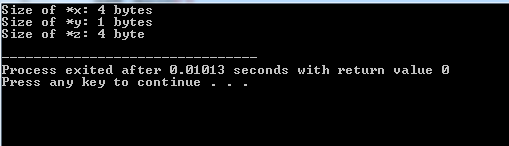 Size of *x: 4 bytes
Size of *y: 1 bytes
Size of *z: 4 byte
--------------------------------
Process exited after 0.01013 seconds with return value 0
Press any key to continue . . .